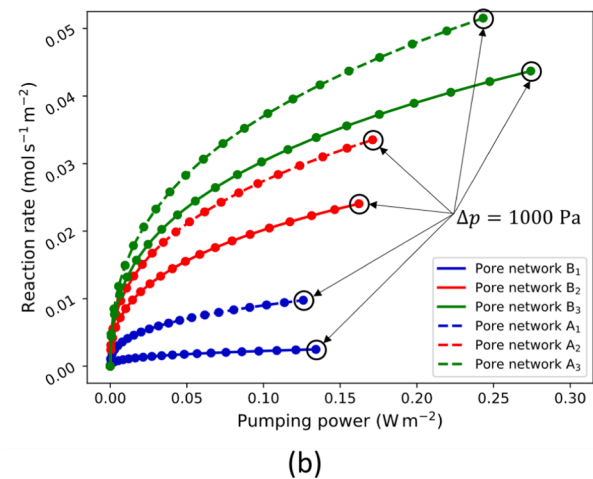 0.05
0.04
0.03
0.02
0.01
0.00
Reaction rate (mol s⁻¹ m⁻²)
Δp = 1000 Pa
Pore network B₁
Pore network B₂
Pore network B₃
Pore network A₁
Pore network A₂
Pore network A₃
0.00 0.05 0.10 0.15 0.20 0.25 0.30
Pumping power (W m⁻²)
(b)